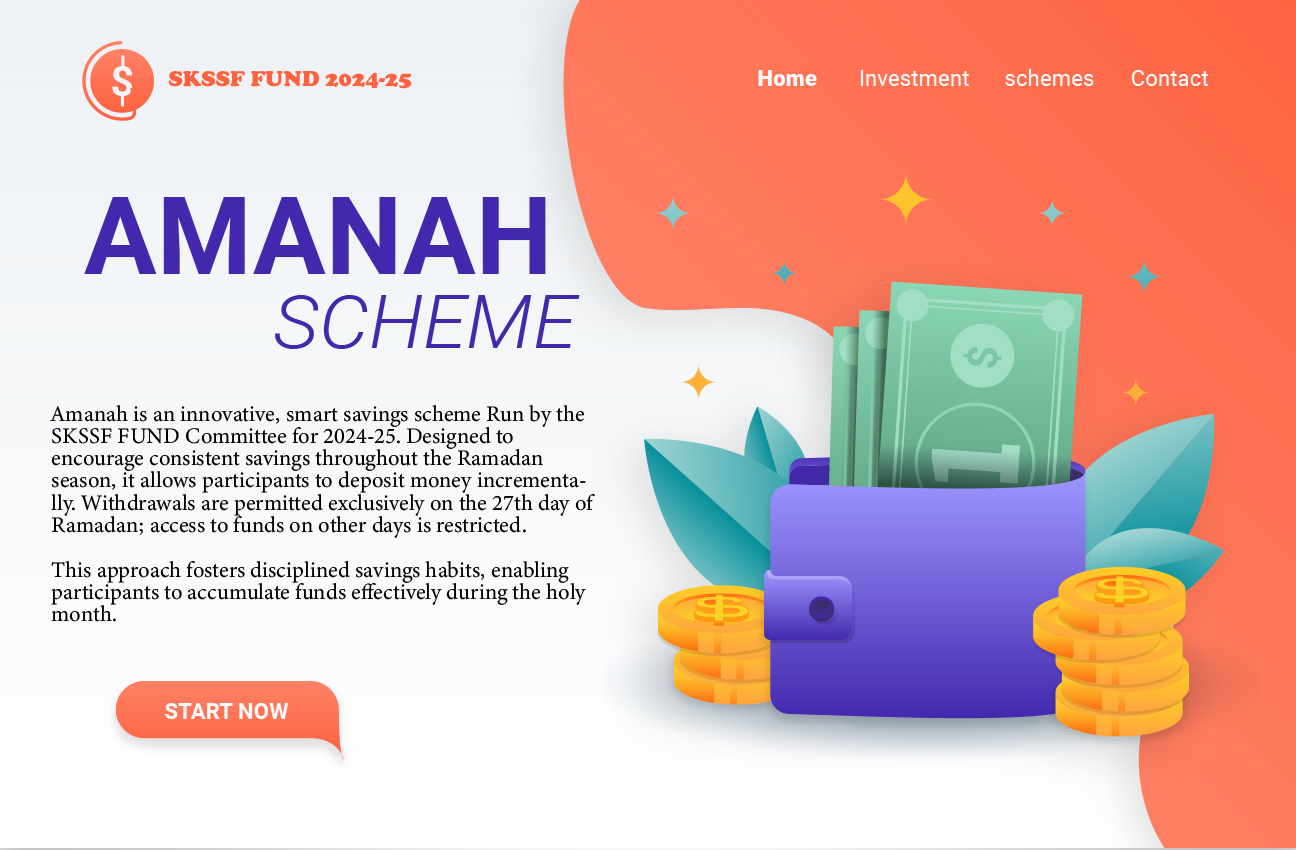 SKSSF FUND 2024-25
Home Investment schemes Contact
AMANAH
SCHEME
Amanah is an innovative, smart savings scheme Run by the
SKSSF FUND Committee for 2024-25. Designed to
encourage consistent savings throughout the Ramadan
season, it allows participants to deposit money incrementa-
lly. Withdrawals are permitted exclusively on the 27th day of
Ramadan; access to funds on other days is restricted.
This approach fosters disciplined savings habits, enabling
participants to accumulate funds effectively during the holy
month.
START NOW
$
$
1
$
$